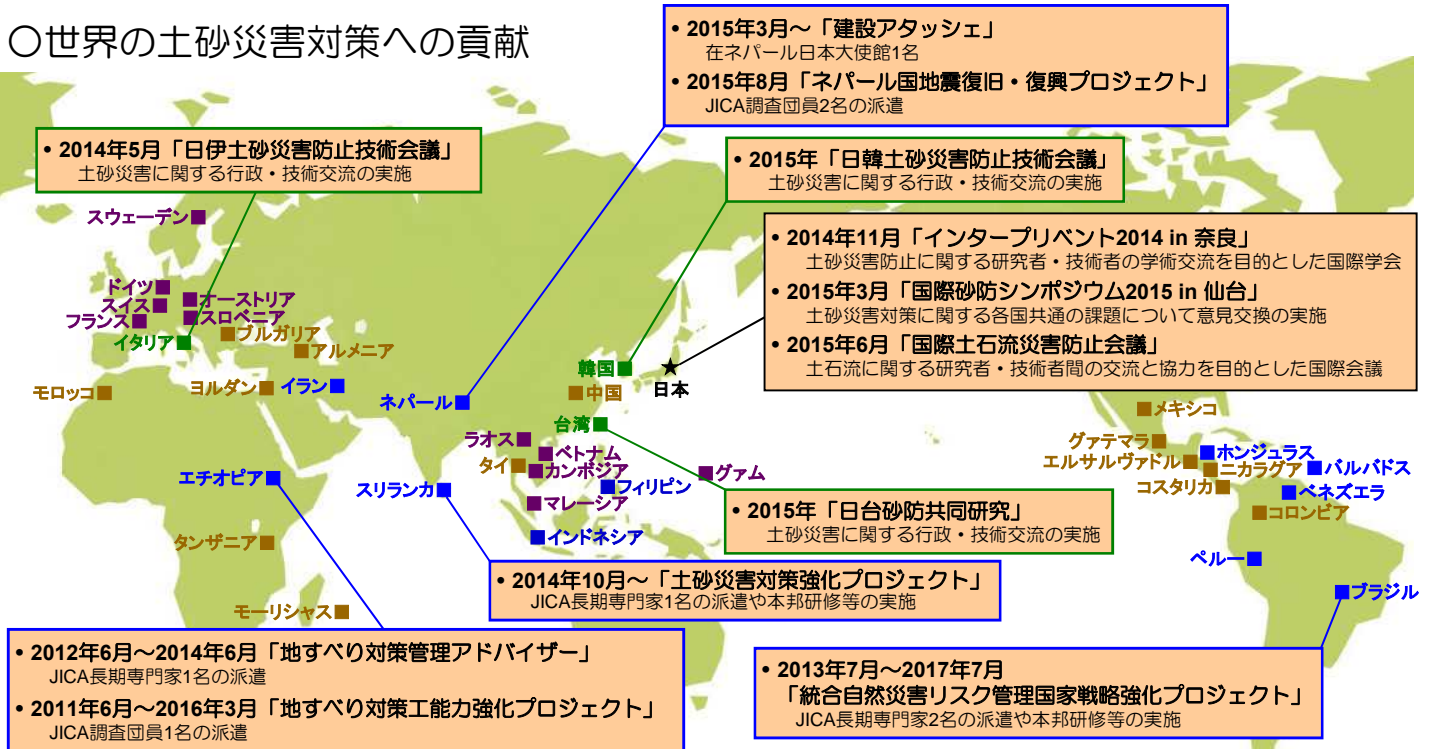 〇世界の土砂災害対策への貢献
• 2015年3月～「建設アタッシェ」
在ネパール日本大使館1名
• 2015年8月「ネパール国地震復旧・復興プロジェクト」
JICA調査団員2名の派遣
• 2014年5月「日伊土砂災害防止技術会議」
土砂災害に関する行政・技術交流の実施
• 2015年「日韓土砂災害防止技術会議」
土砂災害に関する行政・技術交流の実施
• 2014年11月「インタープリベント2014 in 奈良」
土砂災害防止に関する研究者・技術者の学術交流を目的とした国際学会
• 2015年3月「国際砂防シンポジウム2015 in 仙台」
土砂災害対策に関する各国共通の課題について意見交換の実施
• 2015年6月「国際土石流災害防止会議」
土石流に関する研究者・技術者間の交流と協力を目的とした国際会議
スウェーデン■
ドイツ■
■オーストリア
スイス■
フランス■
■スロベニア
■ブルガリア
イタリア■
■アルメニア
モロッコ■
ヨルダン■
イラン■
ネパール■
韓国■
★
日本
■中国
台湾■
ラオス■
■ベトナム
タイ■
■カンボジア
■グァム
■フィリピン
■マレーシア
■インドネシア
エチオピア■
スリランカ■
タンザニア■
モーリシャス■
■メキシコ
グァテマラ■
■ホンジュラス
エルサルヴァドル■
■ニカラグア
■バルバドス
コスタリカ■
■ベネズエラ
■コロンビア
ペルー■
■ブラジル
• 2015年「日台砂防共同研究」
土砂災害に関する行政・技術交流の実施
• 2014年10月～「土砂災害対策強化プロジェクト」
JICA長期専門家1名の派遣や本邦研修等の実施
• 2012年6月～2014年6月「地すべり対策管理アドバイザー」
JICA長期専門家1名の派遣
• 2011年6月～2016年3月「地すべり対策工能力強化プロジェクト」
JICA調査団員1名の派遣
• 2013年7月～2017年7月
「統合自然災害リスク管理国家戦略強化プロジェクト」
JICA長期専門家2名の派遣や本邦研修等の実施